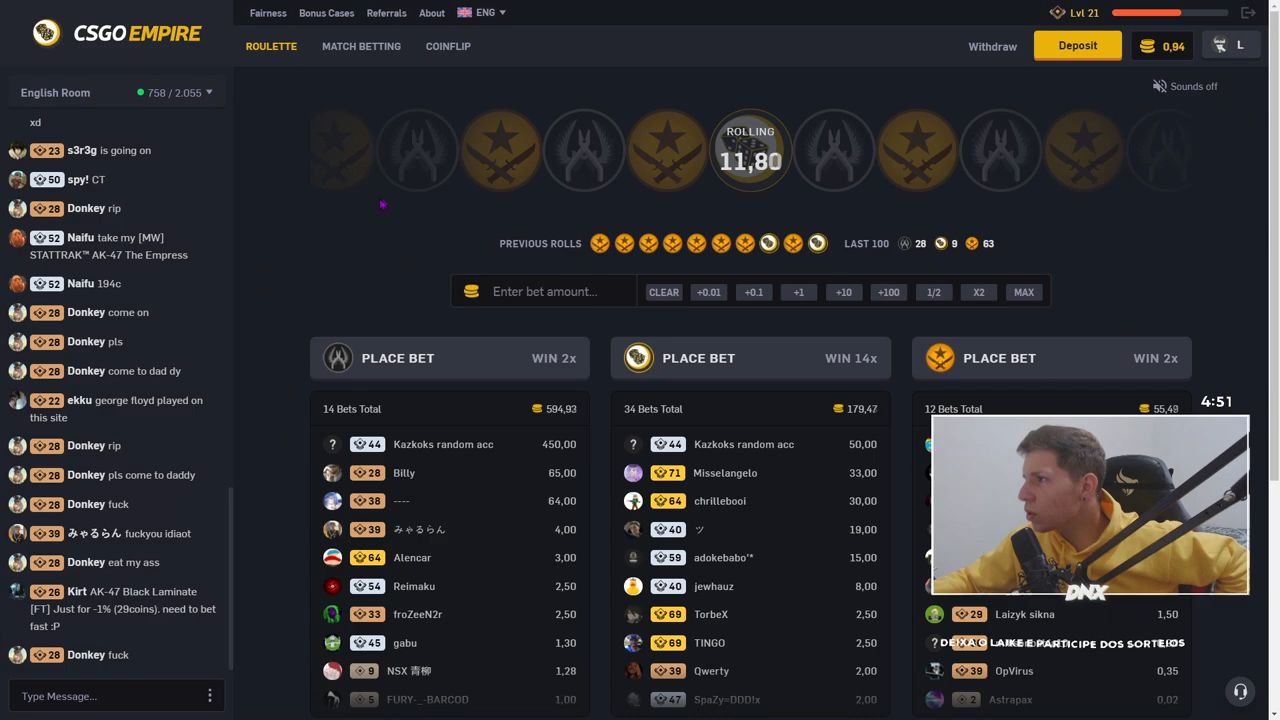 CSGOEMPIRE
Fairness
Bonus Cases
Referrals
About
ENG
Lvl 21
ROULETTE
MATCH BETTING
COINFLIP
Withdraw
Deposit
0,94
L
English Room
758 / 2.055
Sounds off
xd
23 s3r3g is going on
50 spy! CT
28 Donkey rip
52 Naifu take my [MW]
STATTRAK™ AK-47 The Empress
52 Naifu 194c
28 Donkey come on
28 Donkey pls
28 Donkey come to dad dy
22 ekku george floyd played on
this site
28 Donkey rip
28 Donkey pls come to daddy
28 Donkey fuck
39 みゃるらん fuckyou idiaot
28 Donkey eat my ass
26 Kirt AK-47 Black Laminate
[FT] Just for -1% (29coins). need to bet
fast :P
28 Donkey fuck
Type Message...
ROLLING
11,80
PREVIOUS ROLLS
LAST 100
28
9
63
Enter bet amount...
CLEAR
+0.01
+0.1
+1
+10
+100
1/2
X2
MAX
PLACE BET
WIN 2x
14 Bets Total
594,93
? 44 Kazkoks random acc 450,00
28 Billy 65,00
38 ---- 64,00
39 みゃるらん 4,00
64 Alencar 3,00
54 Reimaku 2,50
33 froZeeN2r 2,50
45 gabu 1,30
9 NSX 青柳 1,28
5 FURY-_-BARCOD 1,00
PLACE BET
WIN 14x
34 Bets Total
179,47
? 44 Kazkoks random acc 50,00
71 Misselangelo 33,00
64 chrillebooi 30,00
40 ツ 19,00
59 adokebabo'* 15,00
40 jewhauz 8,00
69 TorbeX 2,50
69 TINGO 2,50
39 Qwerty 2,00
47 SpaZy=DDD!x 2,00
PLACE BET
WIN 2x
12 Bets Total
55,49
4:51
DNX
29 Laizyk sikna 1,50
DEIXA O LAIKE E PARTICIPE DOS SORTEIOS
39 OpVirus 0,35
2 Astrapax 0,02